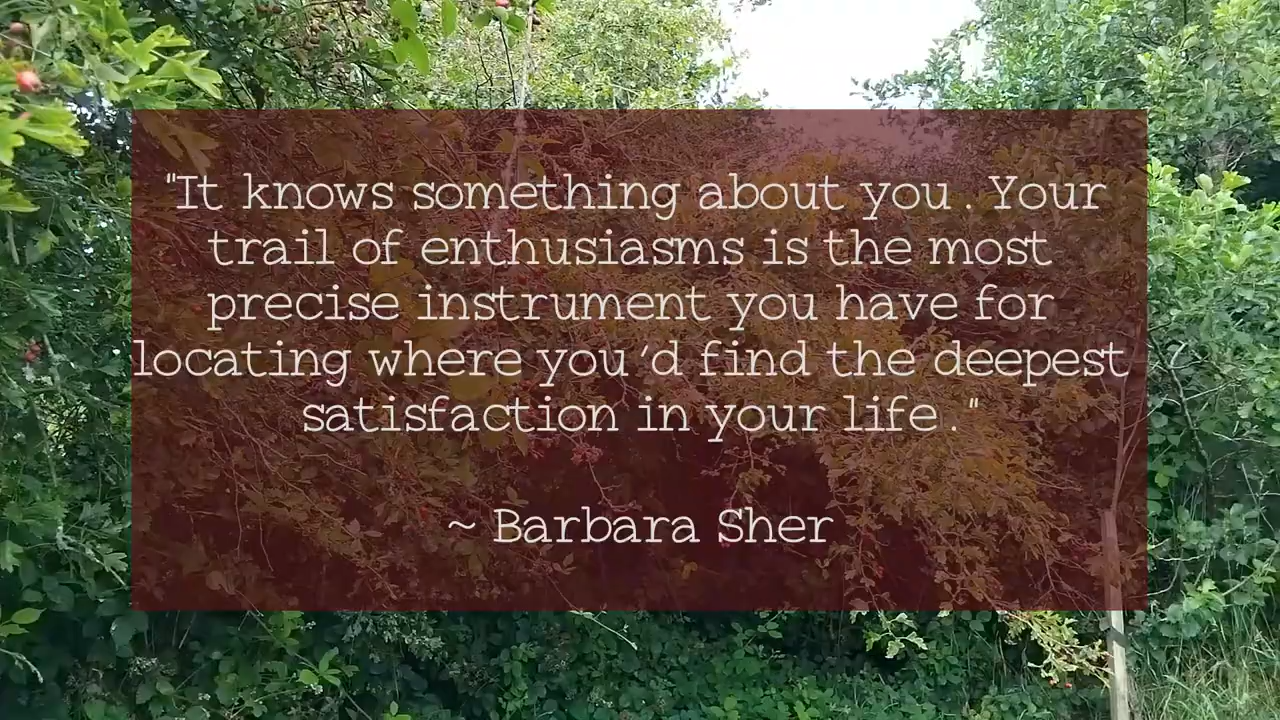 "It knows something about you. Your
trail of enthusiasms is the most
precise instrument you have for
locating where you'd find the deepest
satisfaction in your life."
~ Barbara Sher